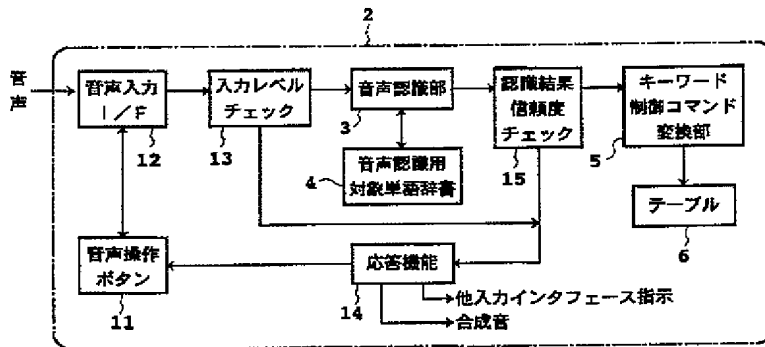 2
音声
音声入力
I/F
12
入力レベル
チェック
13
音声認識部
3
音声認識用
対象単語辞書
4
認識結果
信頼度
チェック
15
キーワード
制御コマンド
変換部
5
テーブル
6
音声操作
ボタン
11
応答機能
14
他入力インタフェース指示
合成音